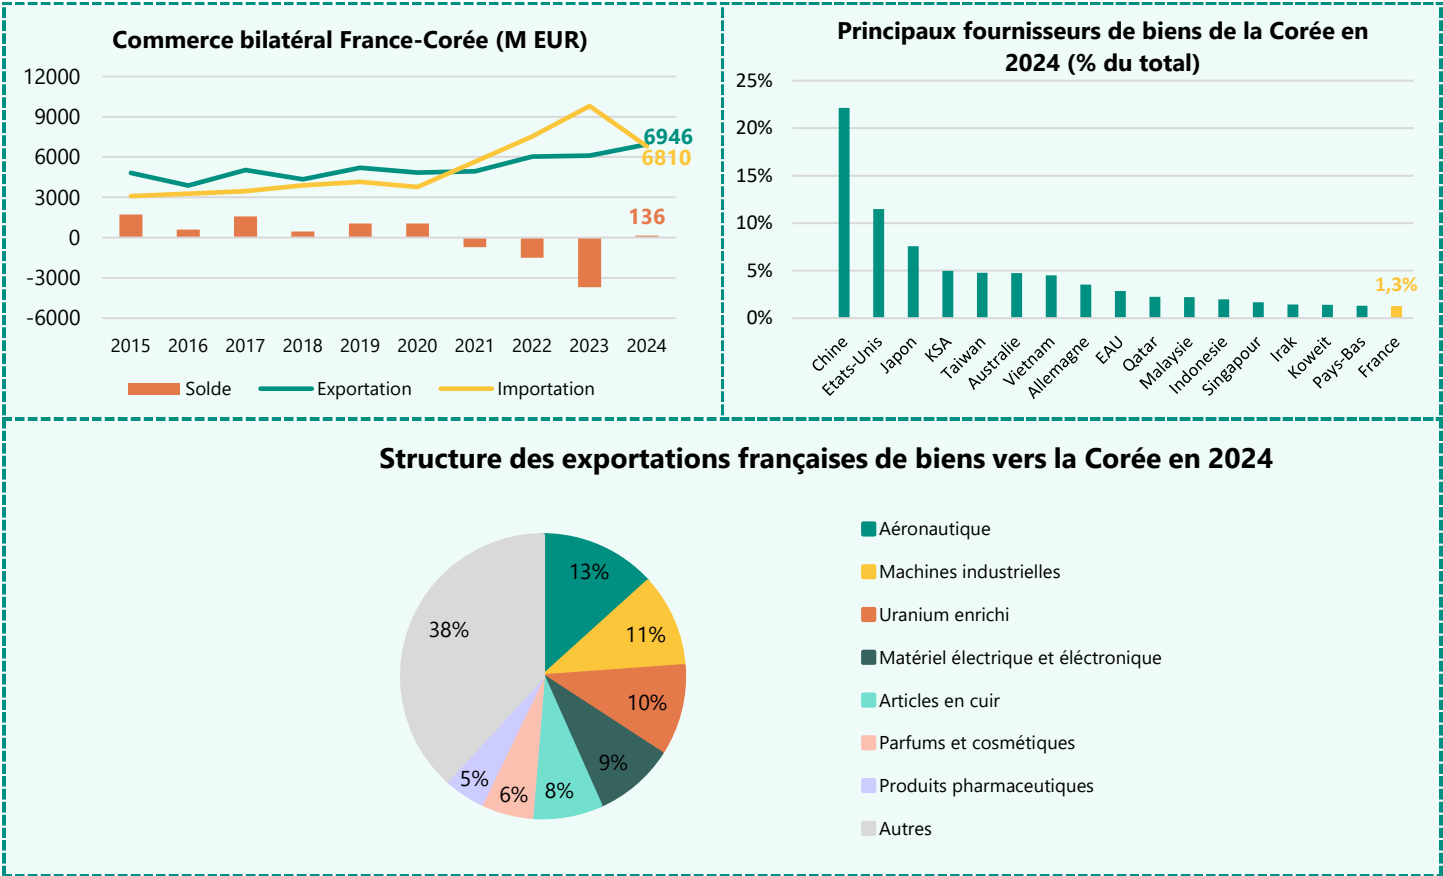 Commerce bilatéral France-Corée (M EUR)
12000
9000
6000
3000
0
-3000
-6000
6946
6810
136
2015 2016 2017 2018 2019 2020 2021 2022 2023 2024
Solde Exportation Importation
Principaux fournisseurs de biens de la Corée en
2024 (% du total)
25%
20%
15%
10%
5%
0%
1,3%
Chine
Etats-Unis
Japon
KSA
Taiwan
Australie
Vietnam
Allemagne
EAU
Qatar
Malaysie
Indonesie
Singapour
Irak
Koweit
Pays-Bas
France
Structure des exportations françaises de biens vers la Corée en 2024
13%
11%
10%
9%
8%
6%
5%
38%
Aéronautique
Machines industrielles
Uranium enrichi
Matériel électrique et éléctronique
Articles en cuir
Parfums et cosmétiques
Produits pharmaceutiques
Autres